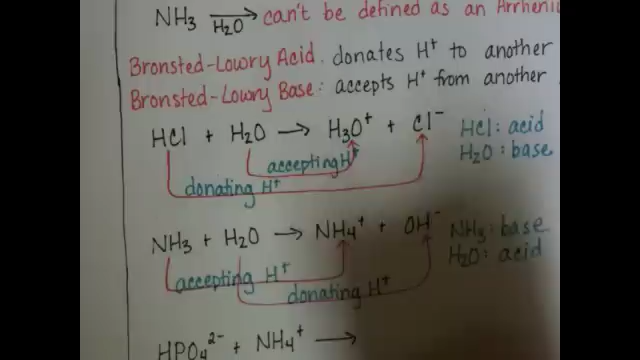 NH₃ ⟶ can't be defined as an
H₂O
Bronsted-Lowry Acid. donates H⁺ to another
Bronsted-Lowry Base: accepts H⁺ from another
HCl + H₂O → H₃O⁺ + Cl⁻ HCl: acid
H₂O: base
accepting H⁺
donating H⁺
NH₃ + H₂O → NH₄⁺ + OH⁻ NH₃: base
H₂O: acid
accepting H⁺
donating H⁺
HPO₄²⁻ + NH₄⁺ →